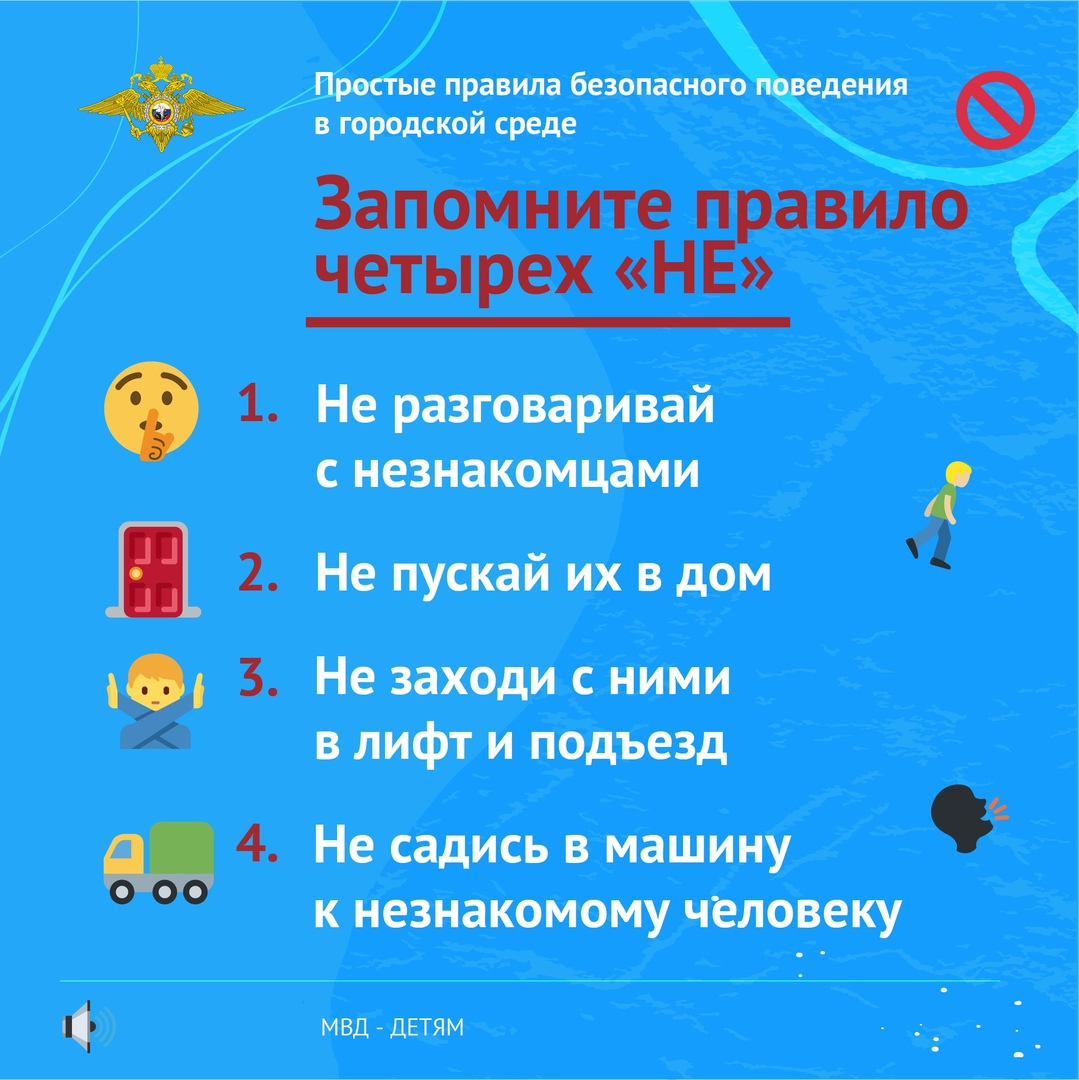 Простые правила безопасного поведения
в городской среде
Запомните правило
четырех «НЕ»
1. Не разговаривай
с незнакомцами
2. Не пускай их в дом
3. Не заходи с ними
в лифт и подъезд
4. Не садись в машину
к незнакомому человеку
МВД - ДЕТЯМ